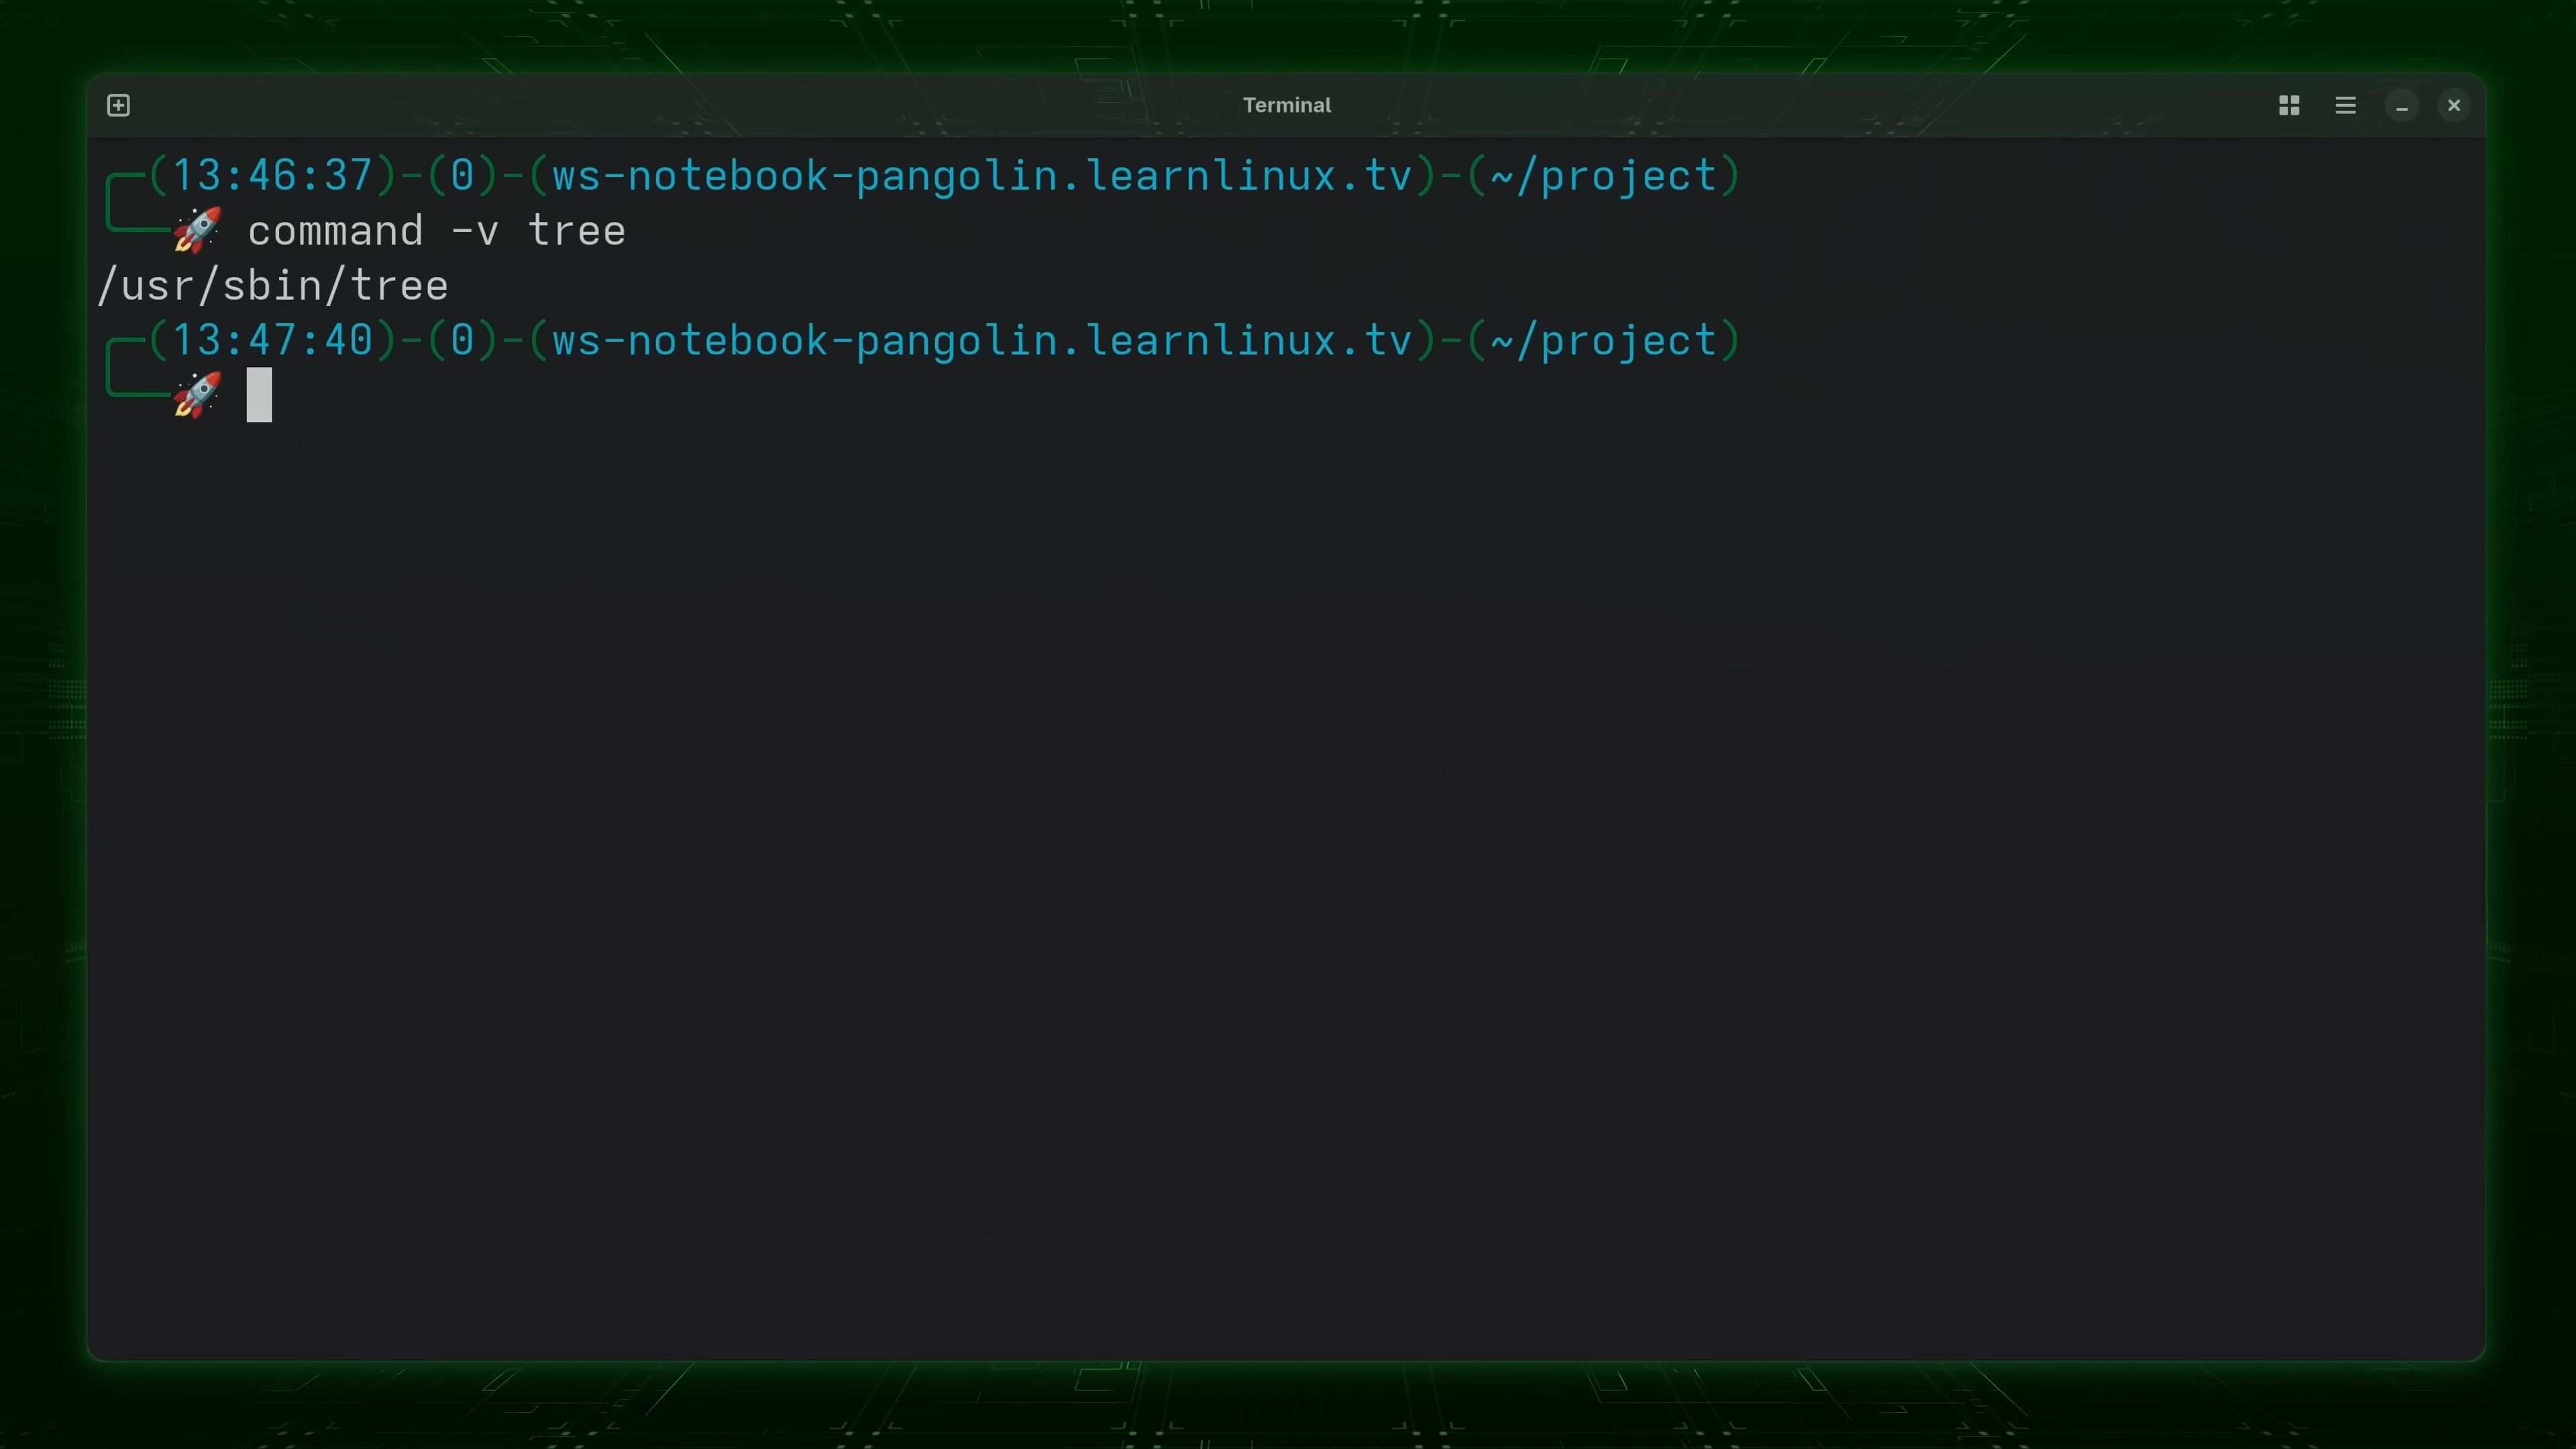 Terminal
(13:46:37)-(0)-(ws-notebook-pangolin.learnlinux.tv)-(~/project)
🚀 command -v tree
/usr/sbin/tree
(13:47:40)-(0)-(ws-notebook-pangolin.learnlinux.tv)-(~/project)
🚀